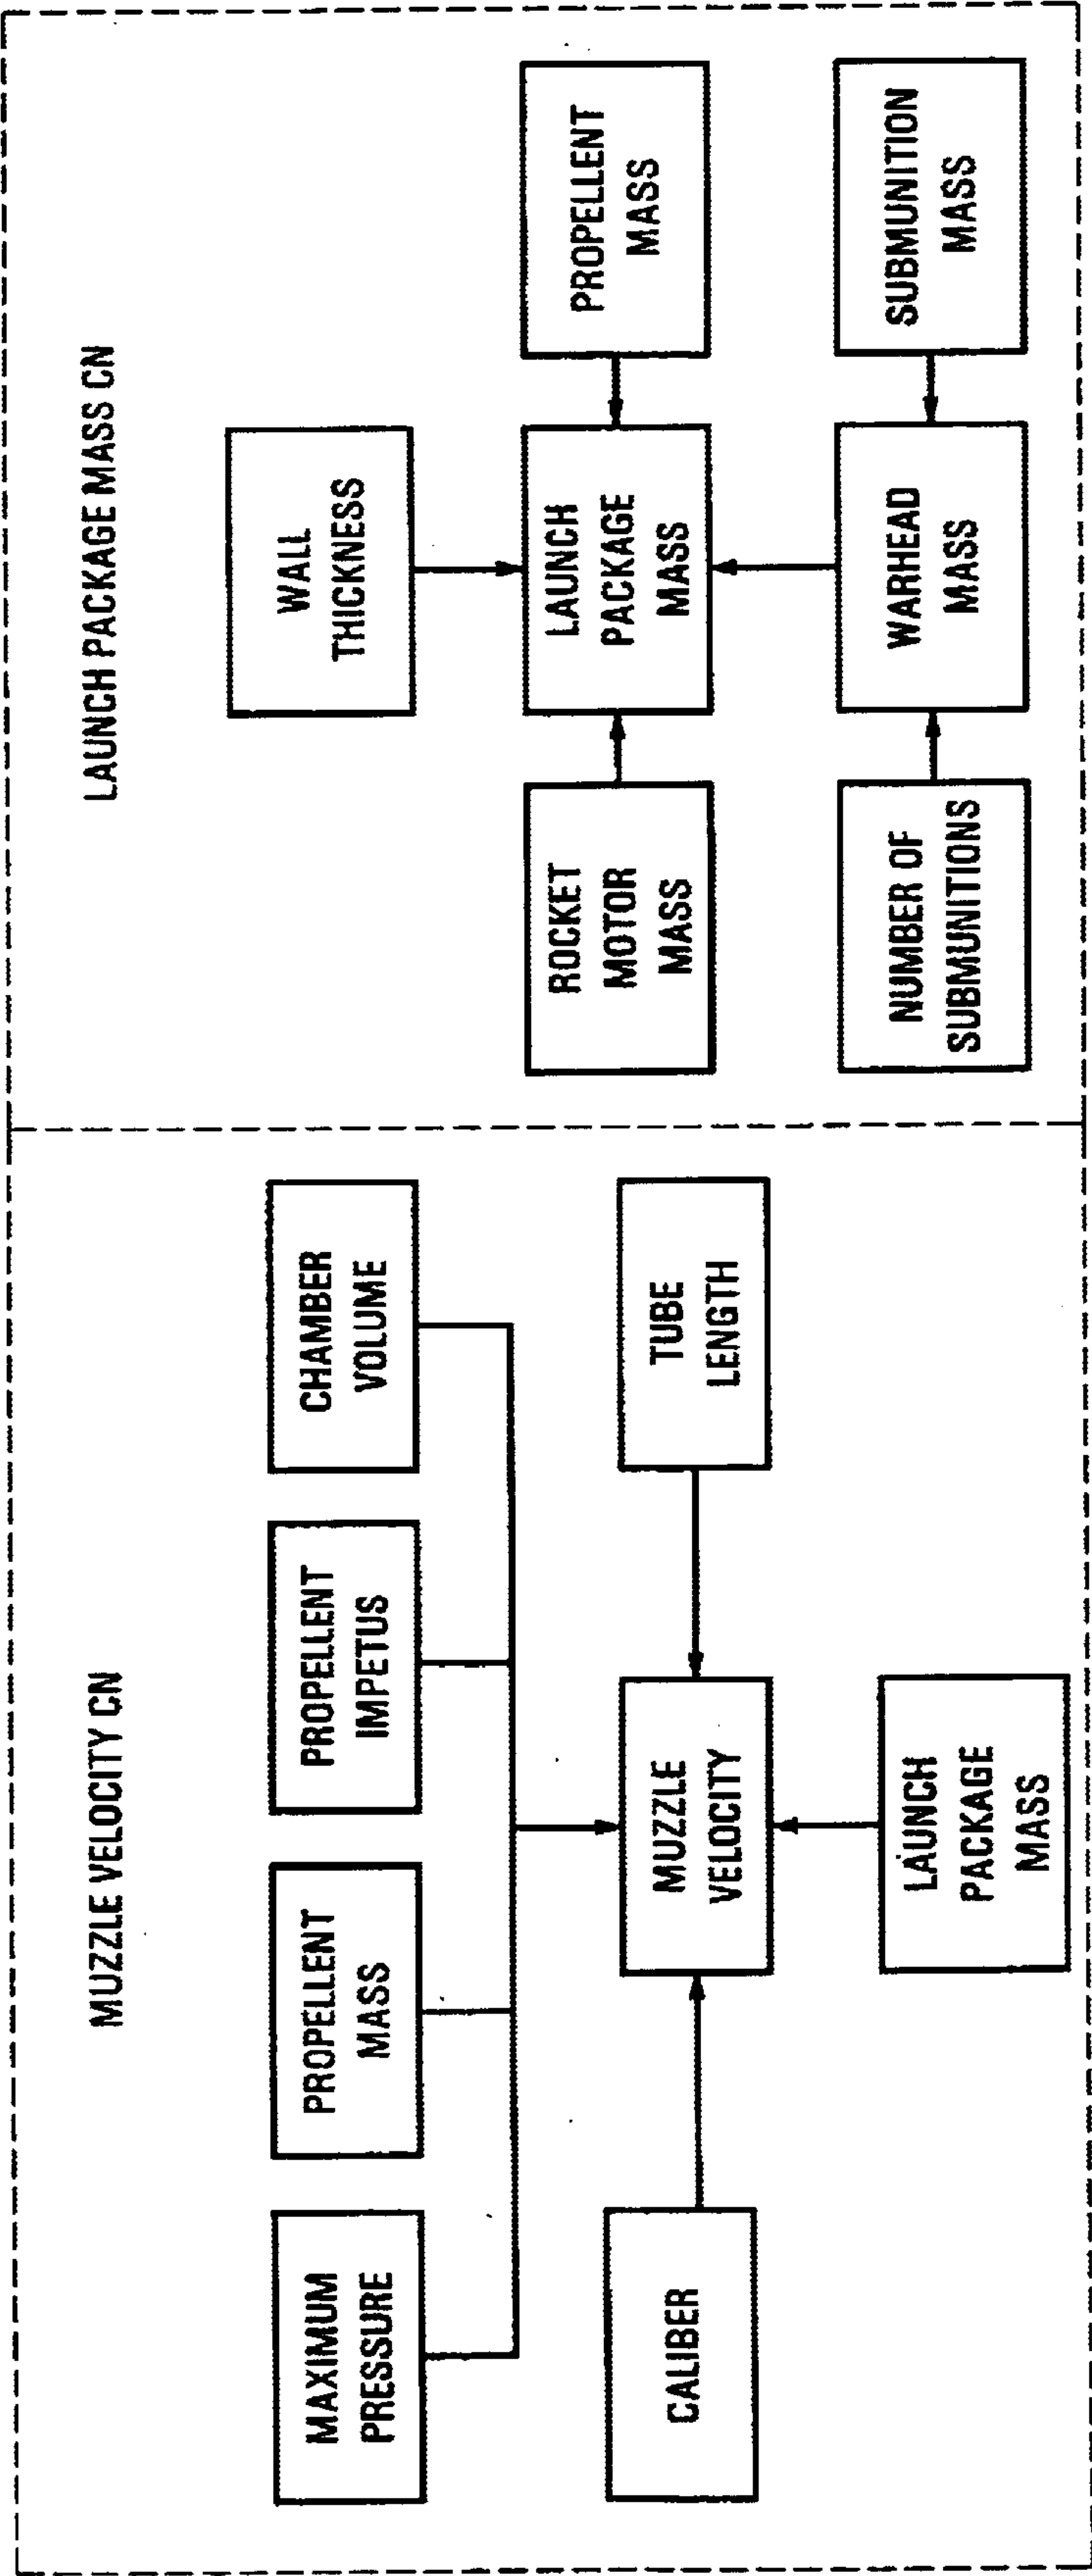 MUZZLE VELOCITY CN
MAXIMUM
PRESSURE
PROPELLENT
MASS
PROPELLENT
IMPETUS
CHAMBER
VOLUME
CALIBER
MUZZLE
VELOCITY
TUBE
LENGTH
LAUNCH
PACKAGE
MASS
LAUNCH PACKAGE MASS CN
WALL
THICKNESS
ROCKET
MOTOR
MASS
LAUNCH
PACKAGE
MASS
PROPELLENT
MASS
NUMBER OF
SUBMUNITIONS
WARHEAD
MASS
SUBMUNITION
MASS